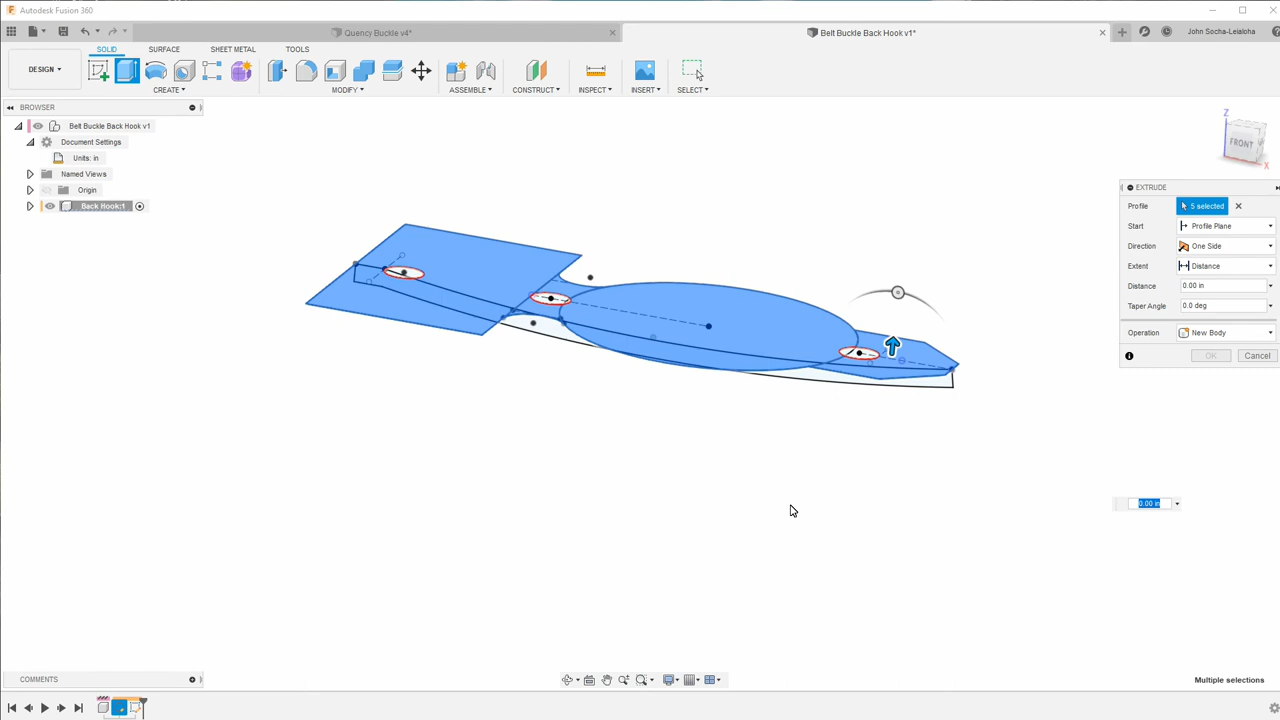 Autodesk Fusion 360
Quency Buckle v4*
Belt Buckle Back Hook v1*
John Socha-Leialoha
SOLID
SURFACE
SHEET METAL
TOOLS
DESIGN
CREATE
MODIFY
ASSEMBLE
CONSTRUCT
INSPECT
INSERT
SELECT
BROWSER
Belt Buckle Back Hook v1
Document Settings
Units: in
Named Views
Origin
Back Hook:1
Z
FRONT
X
EXTRUDE
Profile 5 selected
Start Profile Plane
Direction One Side
Extent Distance
Distance 0.00 in
Taper Angle 0.0 deg
Operation New Body
OK Cancel
0.00 in
COMMENTS
Multiple selections